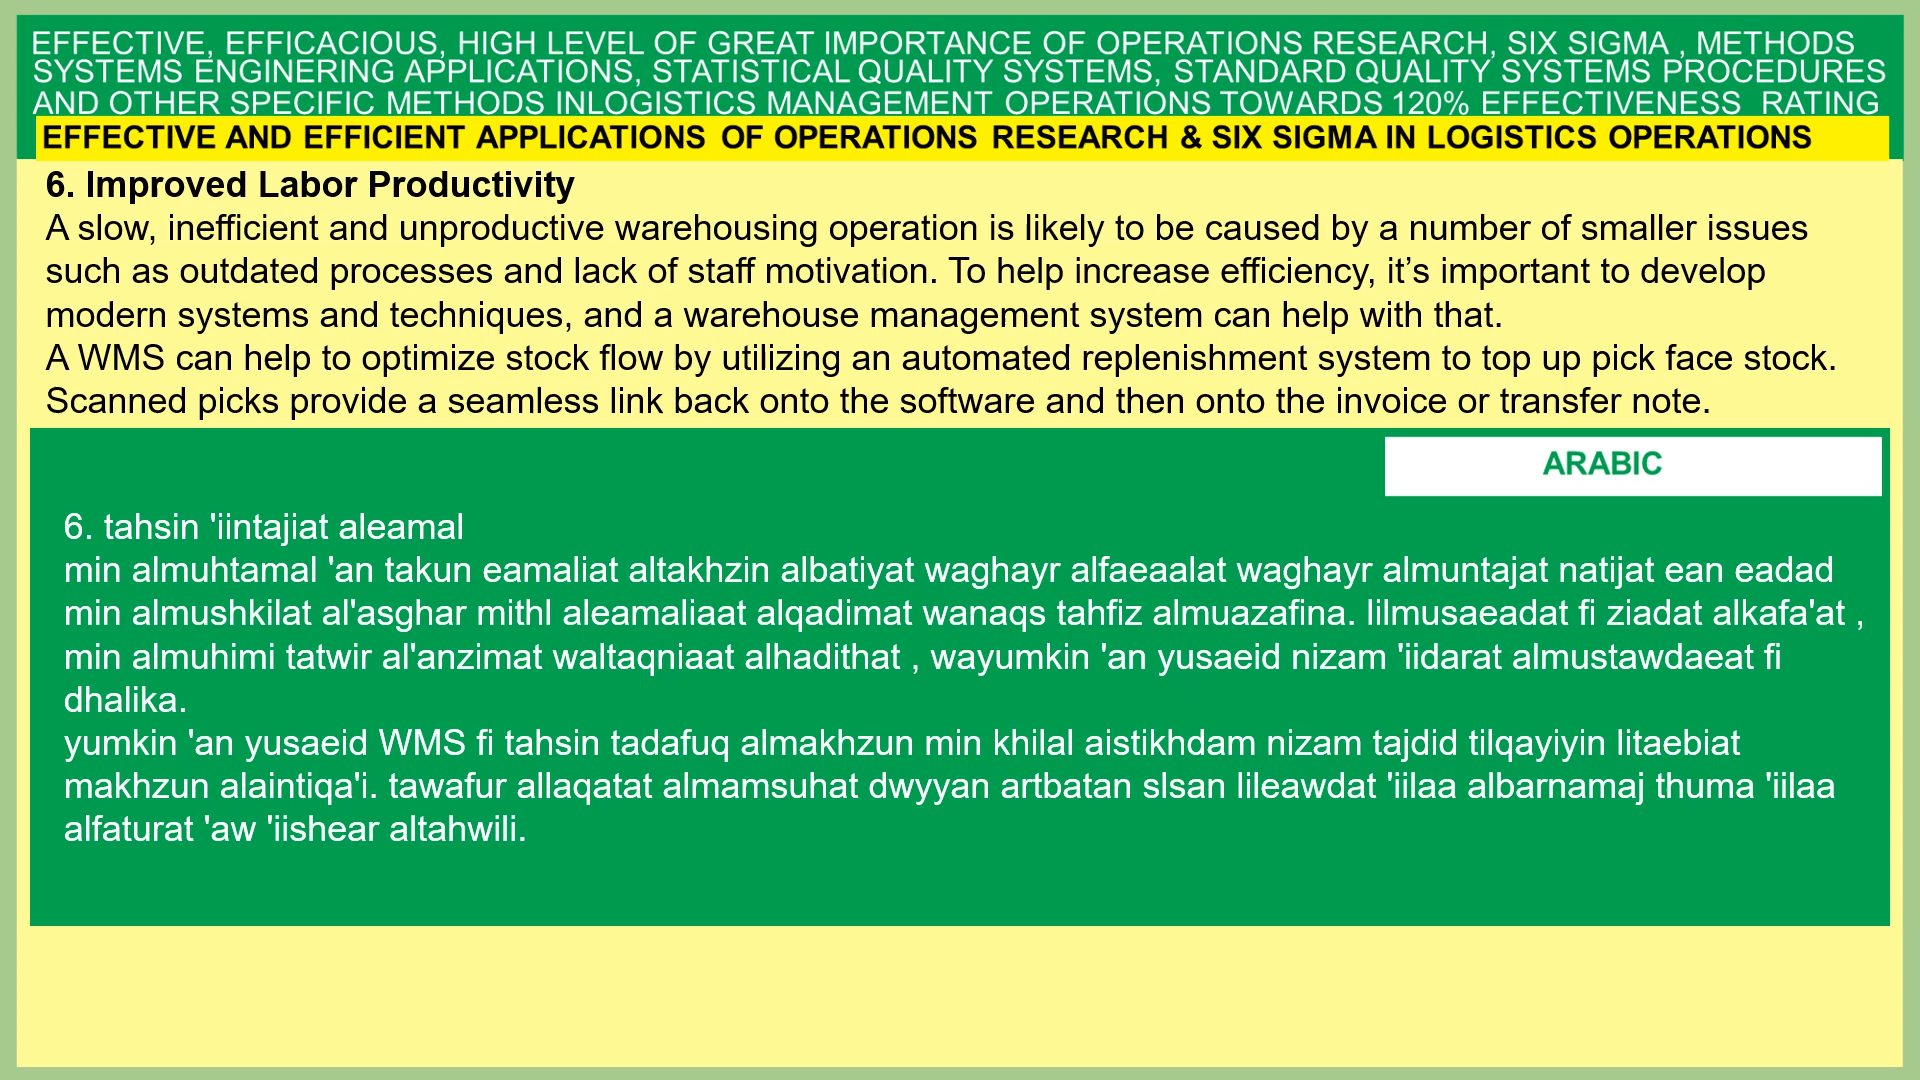 EFFECTIVE, EFFICACIOUS, HIGH LEVEL OF GREAT IMPORTANCE OF OPERATIONS RESEARCH, SIX SIGMA , METHODS
SYSTEMS ENGINERING APPLICATIONS, STATISTICAL QUALITY SYSTEMS, STANDARD QUALITY SYSTEMS PROCEDURES
AND OTHER SPECIFIC METHODS INLOGISTICS MANAGEMENT OPERATIONS TOWARDS 120% EFFECTIVENESS RATING
EFFECTIVE AND EFFICIENT APPLICATIONS OF OPERATIONS RESEARCH & SIX SIGMA IN LOGISTICS OPERATIONS
6. Improved Labor Productivity
A slow, inefficient and unproductive warehousing operation is likely to be caused by a number of smaller issues
such as outdated processes and lack of staff motivation. To help increase efficiency, it’s important to develop
modern systems and techniques, and a warehouse management system can help with that.
A WMS can help to optimize stock flow by utilizing an automated replenishment system to top up pick face stock.
Scanned picks provide a seamless link back onto the software and then onto the invoice or transfer note.
ARABIC
6. tahsin 'iintajiat aleamal
min almuhtamal 'an takun eamaliat altakhzin albatiyat waghayr alfaeaalat waghayr almuntajat natijat ean eadad
min almushkilat al'asghar mithl aleamaliaat alqadimat wanaqs tahfiz almuazafina. lilmusaeadat fi ziadat alkafa'at ,
min almuhimi tatwir al'anzimat waltaqniaat alhadithat , wayumkin 'an yusaeid nizam 'iidarat almustawdaeat fi
dhalika.
yumkin 'an yusaeid WMS fi tahsin tadafuq almakhzun min khilal aistikhdam nizam tajdid tilqayiyin litaebiat
makhzun alaintiqa'i. tawafur allaqatat almamsuhat dwyyan artbatan slsan lileawdat 'iilaa albarnamaj thuma 'iilaa
alfaturat 'aw 'iishear altahwili.